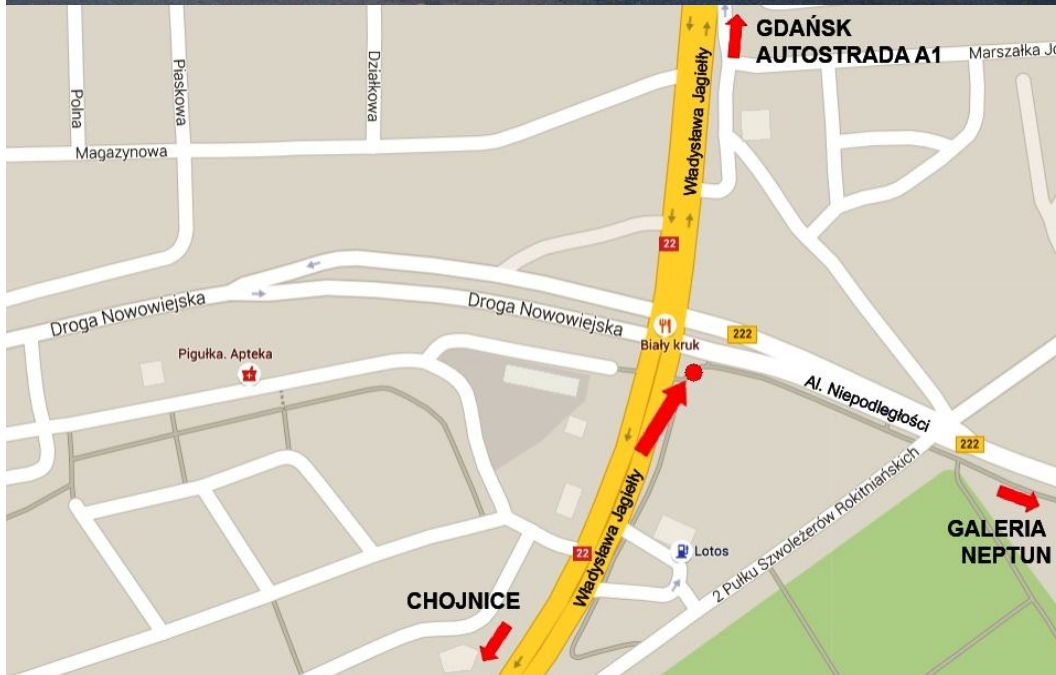 GDAŃSK
AUTOSTRADA A1
Marszałka Jó
Polna
Piaskowa
Działkowa
Władysława Jagiełły
Magazynowa
22
Droga Nowowiejska
Droga Nowowiejska
222
Biały kruk
Pigułka. Apteka
Al. Niepodległości
222
2 Pułku Szwoleżerów Rokitniańskich
Władysława Jagiełły
GALERIA
NEPTUN
22
Lotos
CHOJNICE